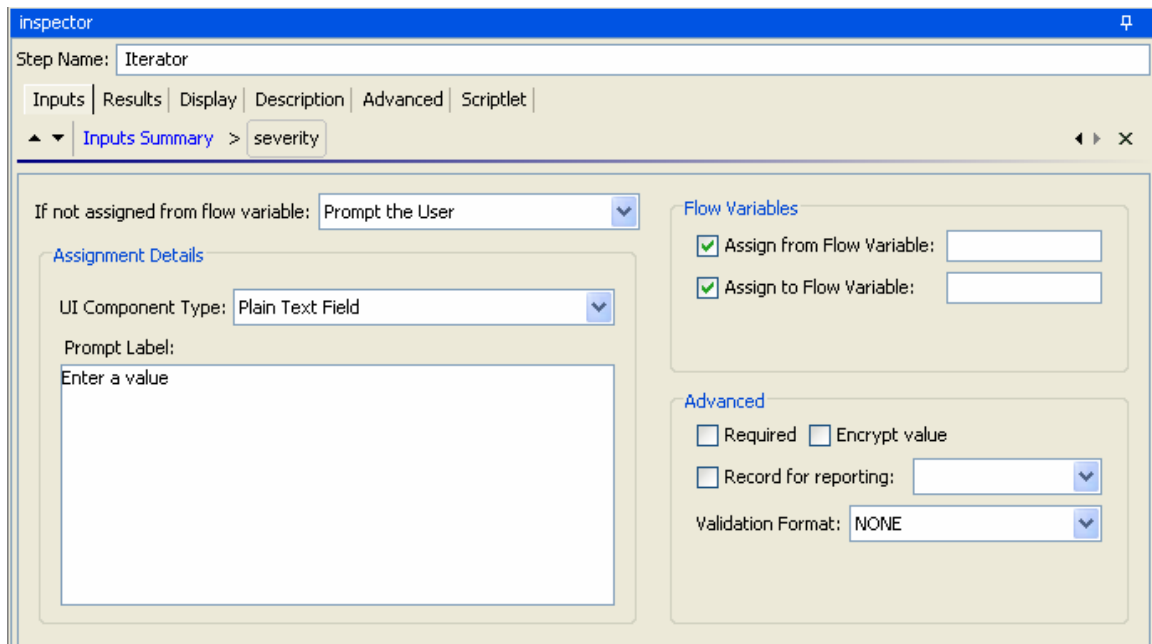 inspector
Step Name: Iterator
Inputs Results Display Description Advanced Scriptlet
Inputs Summary > severity
If not assigned from flow variable: Prompt the User
Assignment Details
UI Component Type: Plain Text Field
Prompt Label:
Enter a value
Flow Variables
Assign from Flow Variable:
Assign to Flow Variable:
Advanced
Required Encrypt value
Record for reporting:
Validation Format: NONE